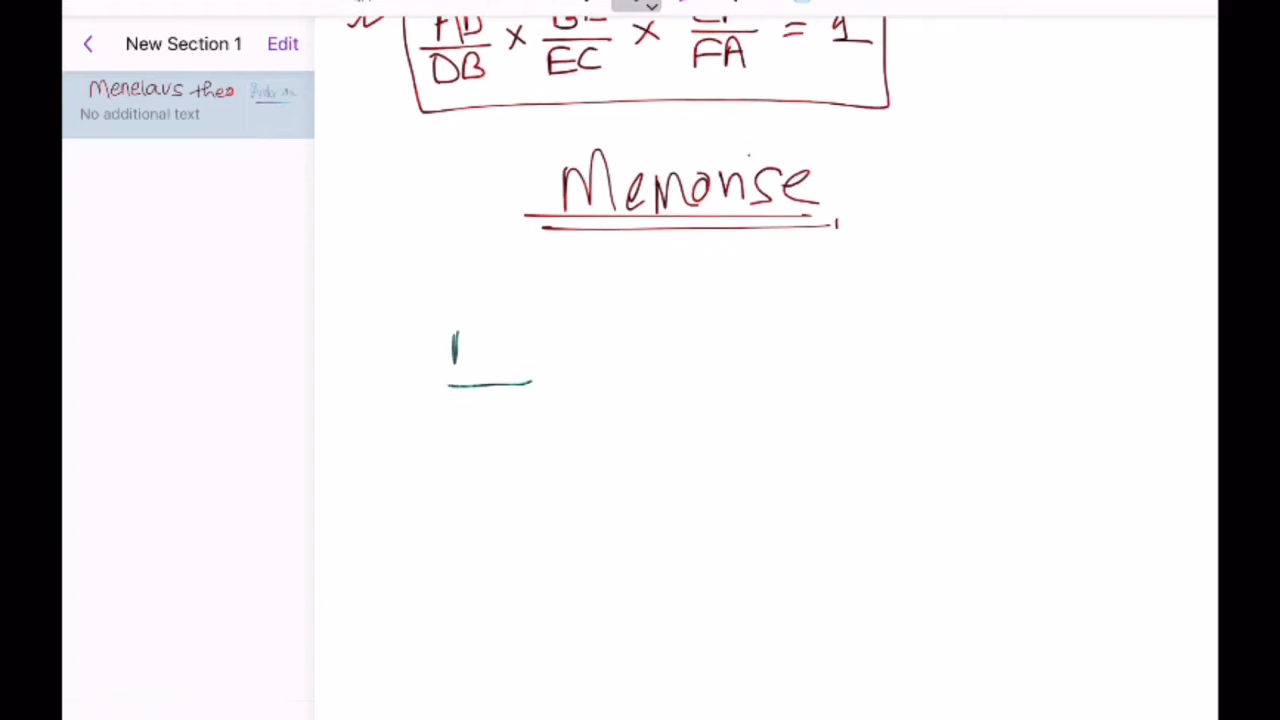 New Section 1 Edit
Menelaus theo
No additional text
DB × EC × FA = 1
Memorise